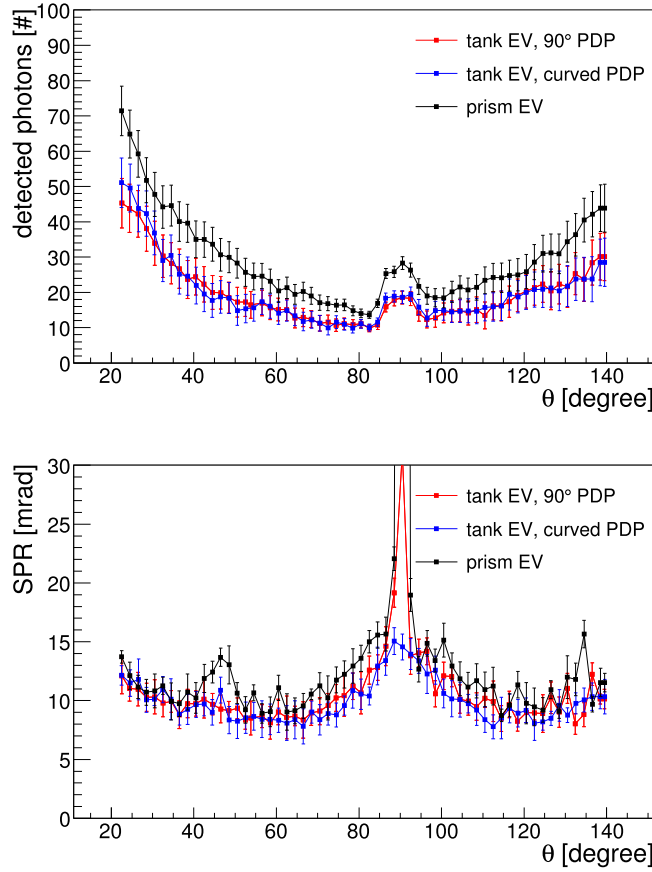 detected photons [#]
100
90
80
70
60
50
40
30
20
10
0
tank EV, 90° PDP
tank EV, curved PDP
prism EV
20 40 60 80 100 120 140
θ [degree]
SPR [mrad]
30
25
20
15
10
5
0
tank EV, 90° PDP
tank EV, curved PDP
prism EV
20 40 60 80 100 120 140
θ [degree]